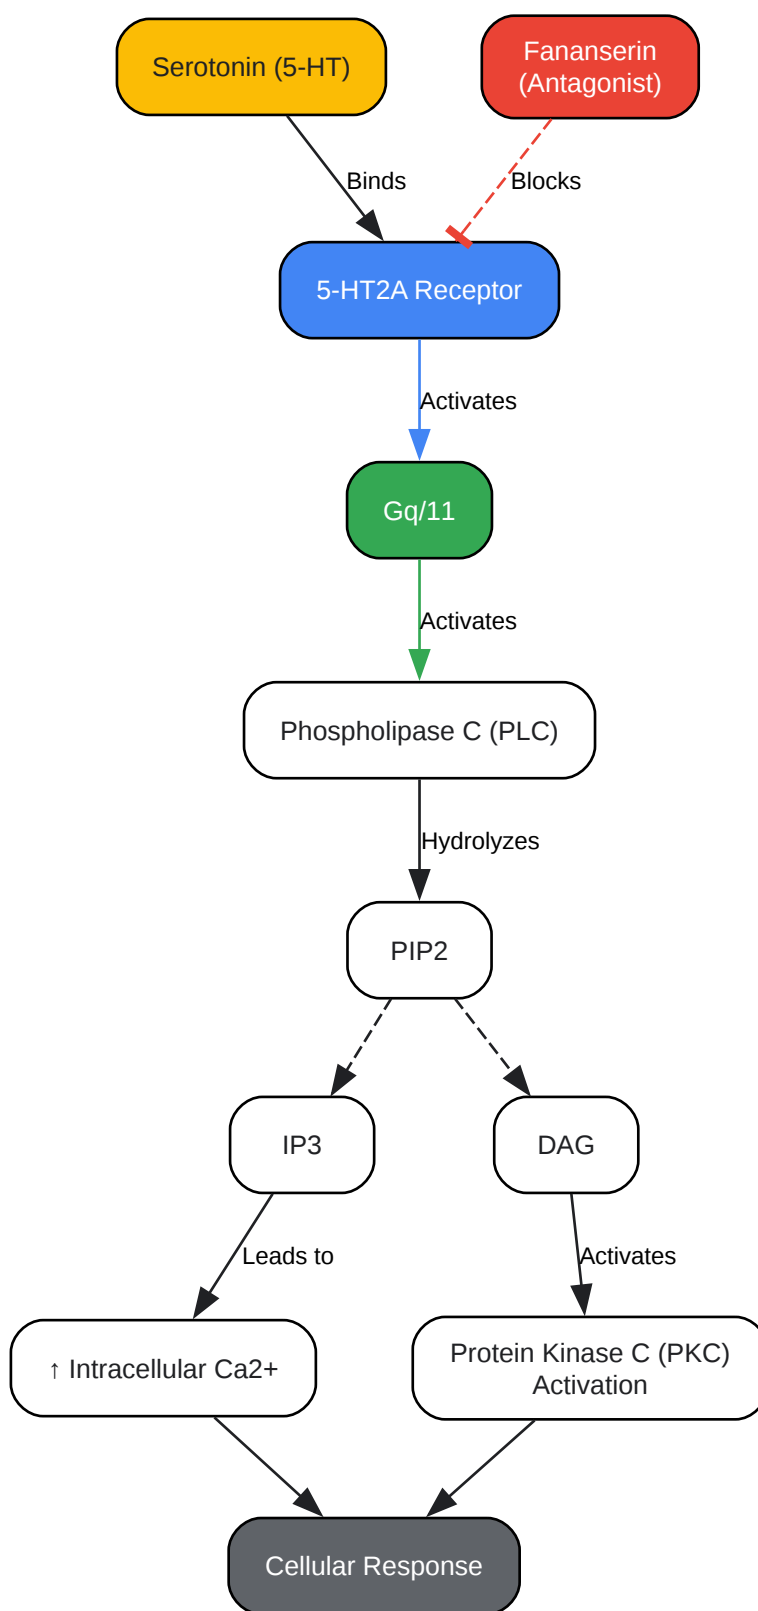 Serotonin (5-HT)
Fananserin
(Antagonist)
Binds
Blocks
5-HT2A Receptor
Activates
Gq/11
Activates
Phospholipase C (PLC)
Hydrolyzes
PIP2
IP3
DAG
Leads to
Activates
↑ Intracellular Ca2+
Protein Kinase C (PKC)
Activation
Cellular Response